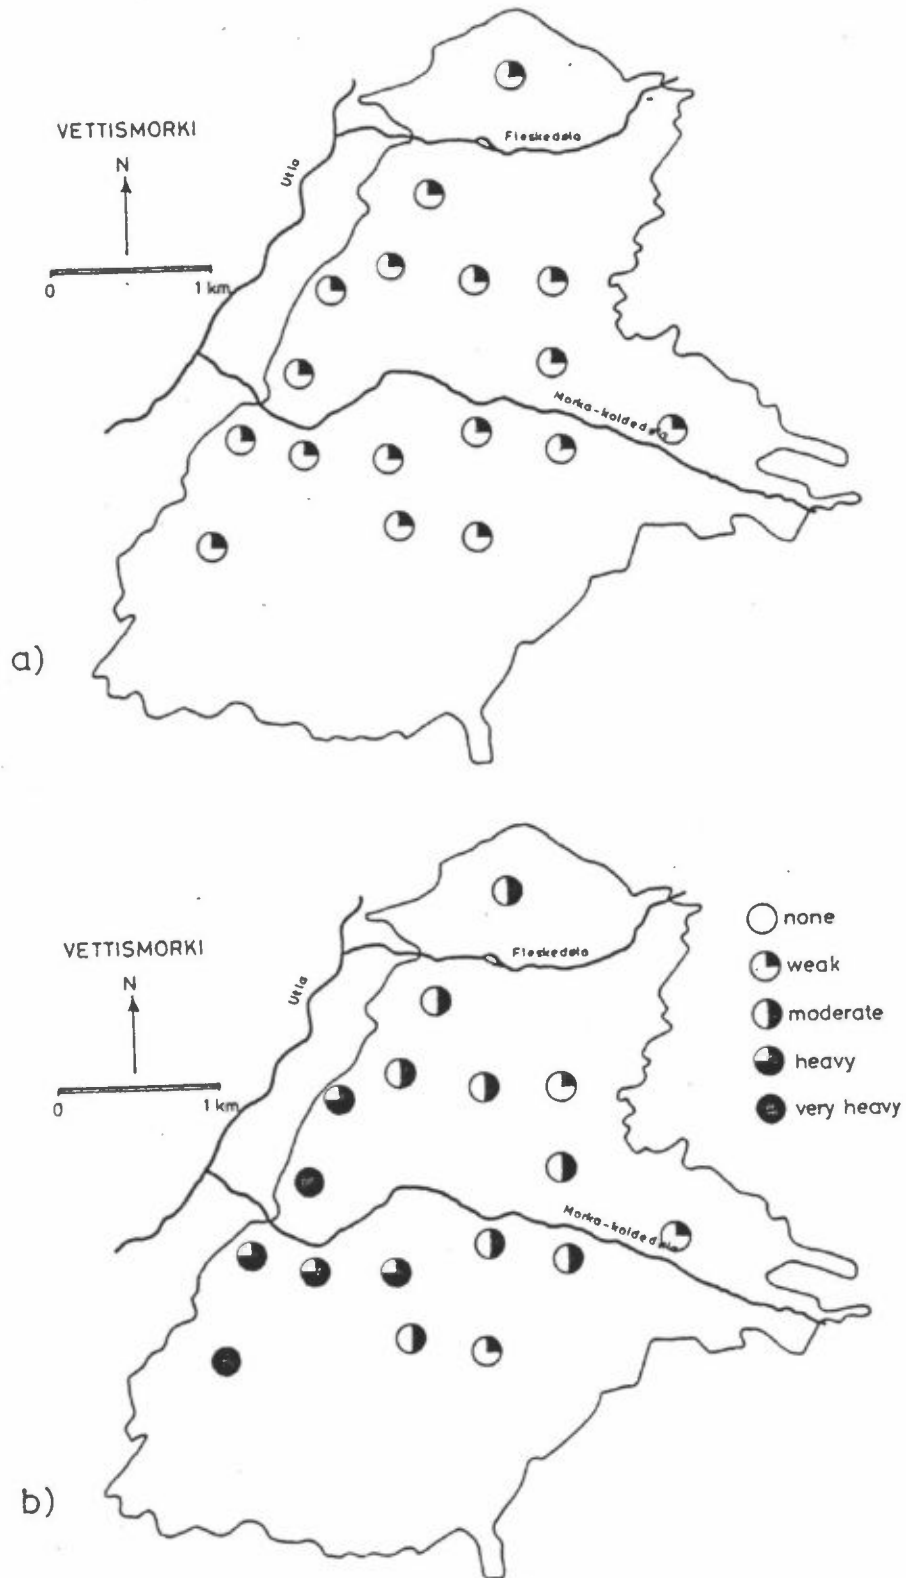 VETTISMORKI
N
0 1 km
Utla
Fleskedøla
Morka-koldedøla
a)
VETTISMORKI
N
0 1 km
Utla
Fleskedøla
Morka-koldedøla
none
weak
moderate
heavy
very heavy
b)